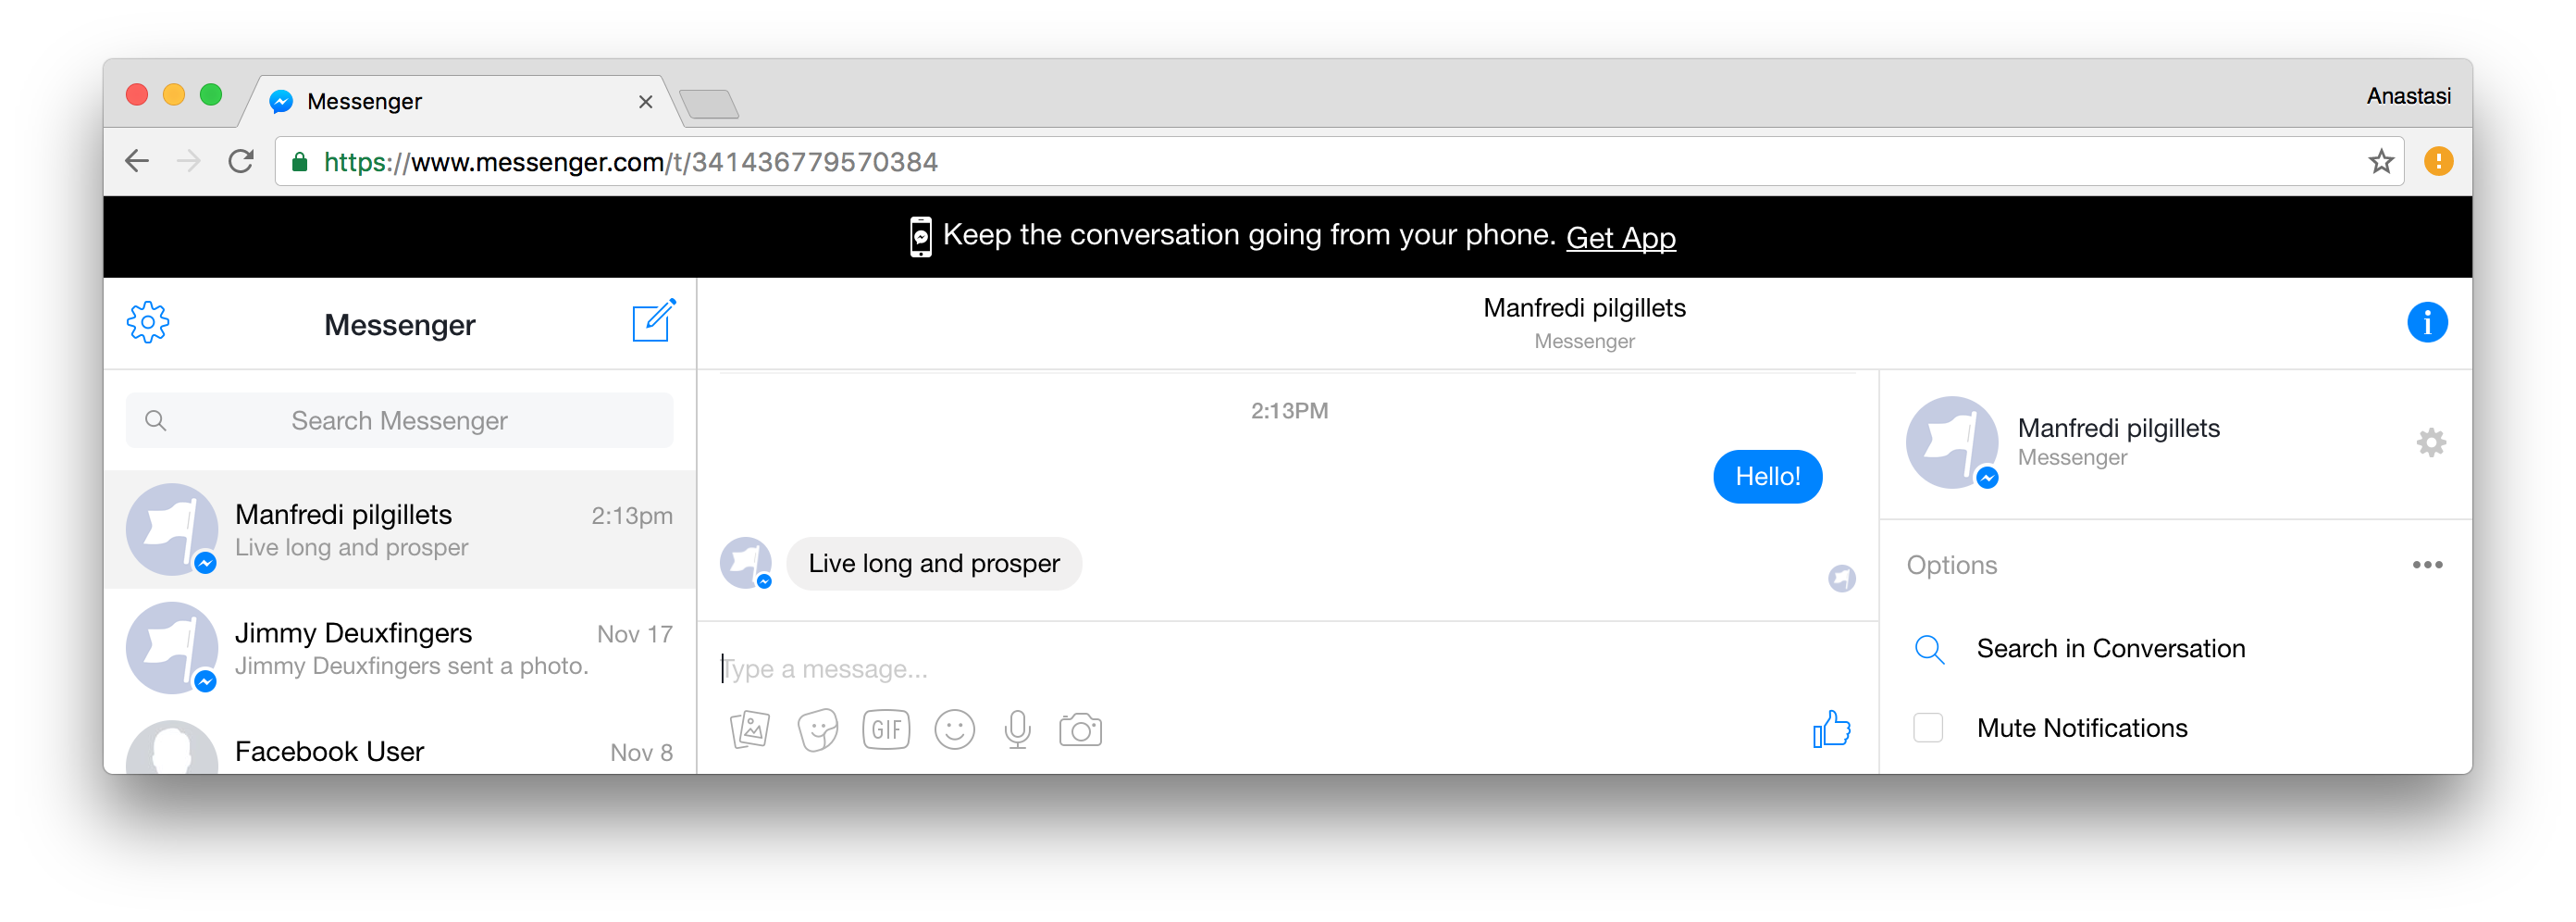 Messenger
Anastasi
https://www.messenger.com/t/341436779570384
Keep the conversation going from your phone. Get App
Messenger
Search Messenger
Manfredi pilgillets 2:13pm
Live long and prosper
Jimmy Deuxfingers Nov 17
Jimmy Deuxfingers sent a photo.
Facebook User Nov 8
Manfredi pilgillets
Messenger
2:13PM
Hello!
Live long and prosper
Type a message...
GIF
Manfredi pilgillets
Messenger
Options
Search in Conversation
Mute Notifications